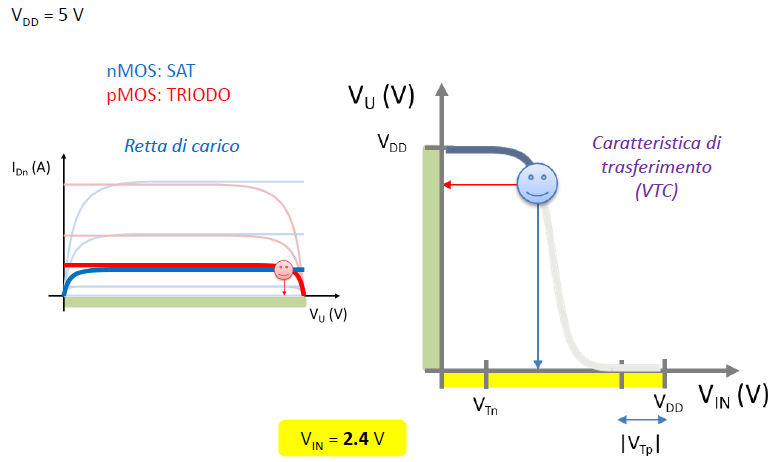 V_DD = 5 V
nMOS: SAT
pMOS: TRIODO
Retta di carico
I_Dn (A)
V_U (V)
V_U (V)
V_DD
Caratteristica di
trasferimento
(VTC)
V_Tn
V_DD
V_IN (V)
|V_Tp|
V_IN = 2.4 V